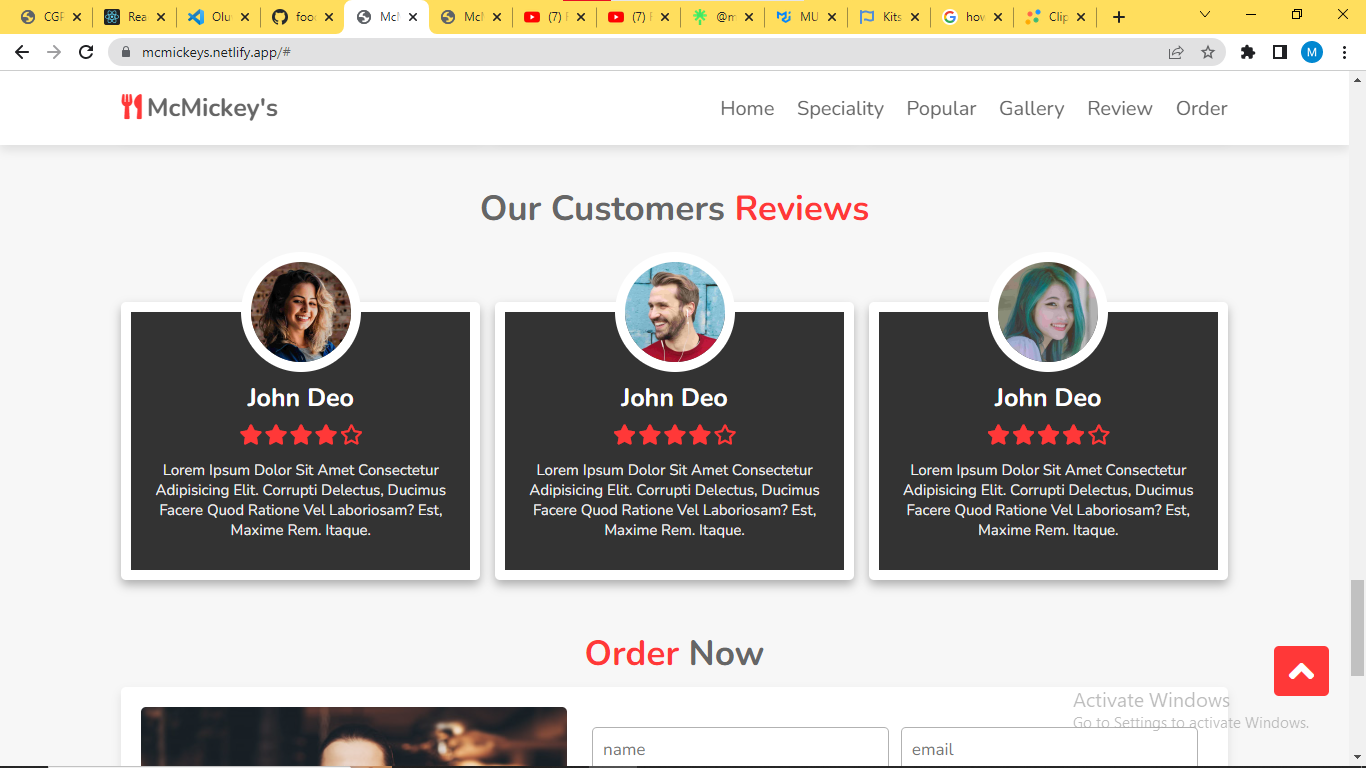 CGF
Rea
Olu
foo
McM
McM
(7) F
(7) F
@m
MU
Kits
hov
Clip
mcmickeys.netlify.app/#
M
McMickey's
Home Speciality Popular Gallery Review Order
Our Customers Reviews
John Deo
Lorem Ipsum Dolor Sit Amet Consectetur
Adipisicing Elit. Corrupti Delectus, Ducimus
Facere Quod Ratione Vel Laboriosam? Est,
Maxime Rem. Itaque.
John Deo
Lorem Ipsum Dolor Sit Amet Consectetur
Adipisicing Elit. Corrupti Delectus, Ducimus
Facere Quod Ratione Vel Laboriosam? Est,
Maxime Rem. Itaque.
John Deo
Lorem Ipsum Dolor Sit Amet Consectetur
Adipisicing Elit. Corrupti Delectus, Ducimus
Facere Quod Ratione Vel Laboriosam? Est,
Maxime Rem. Itaque.
Order Now
name
email
Activate Windows
Go to Settings to activate Windows.